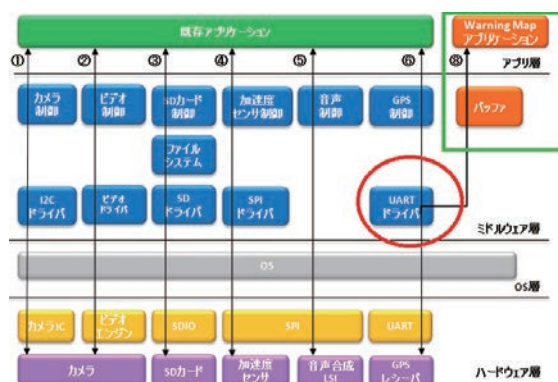 既存アプリケーション
Warning Map
アプリケーション
① ② ③ ④ ⑤ ⑥ ⑧
アプリ層
カメラ
制御
ビデオ
制御
SDカード
制御
加速度
センサ制御
音声
制御
GPS
制御
バッファ
ファイル
システム
I2C
ドライバ
ビデオ
ドライバ
SD
ドライバ
SPI
ドライバ
UART
ドライバ
ミドルウェア層
OS
OS層
カメラIC
ビデオ
エンジン
SDIO
SPI
UART
カメラ
SDカード
加速度
センサ
音声合成
LSI
GPS
レシーバ
ハードウェア層